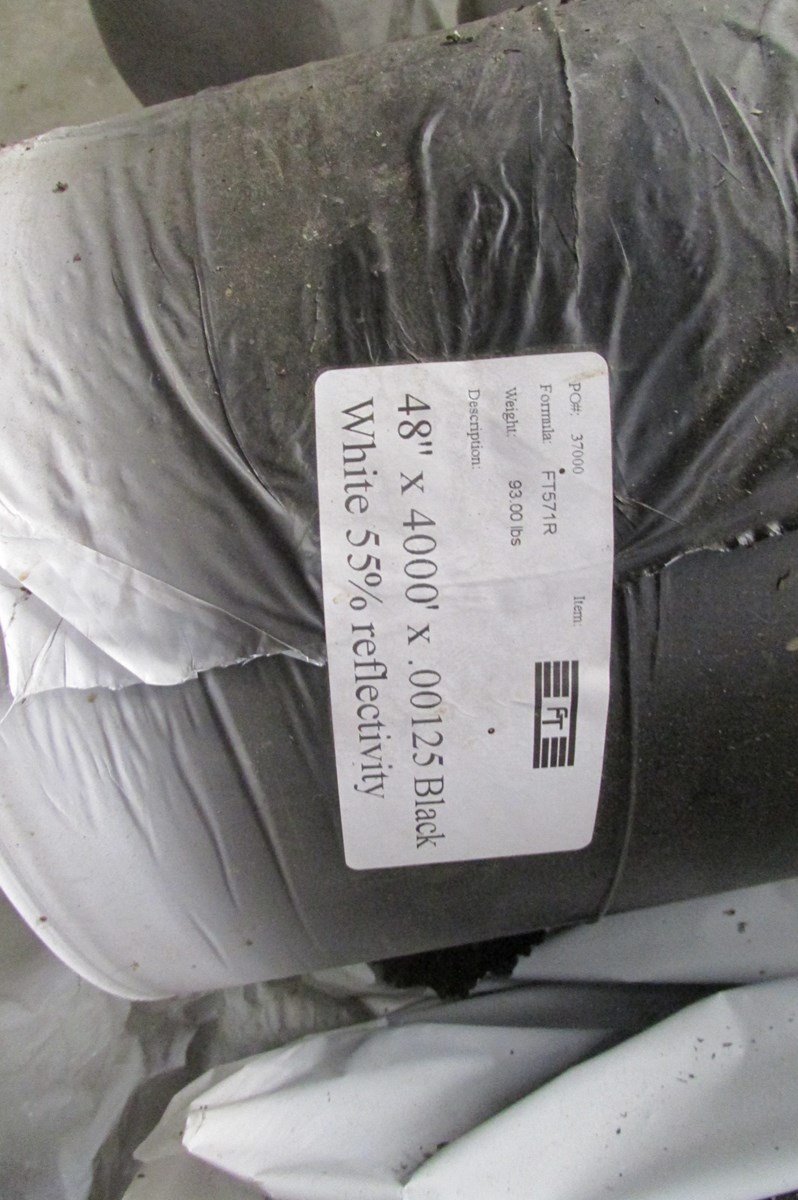 PO#: 37000 Item:
Formula: FT571R
FT
Weight: 93.00 lbs
Description:
48" x 4000' x .00125 Black
White 55% reflectivity